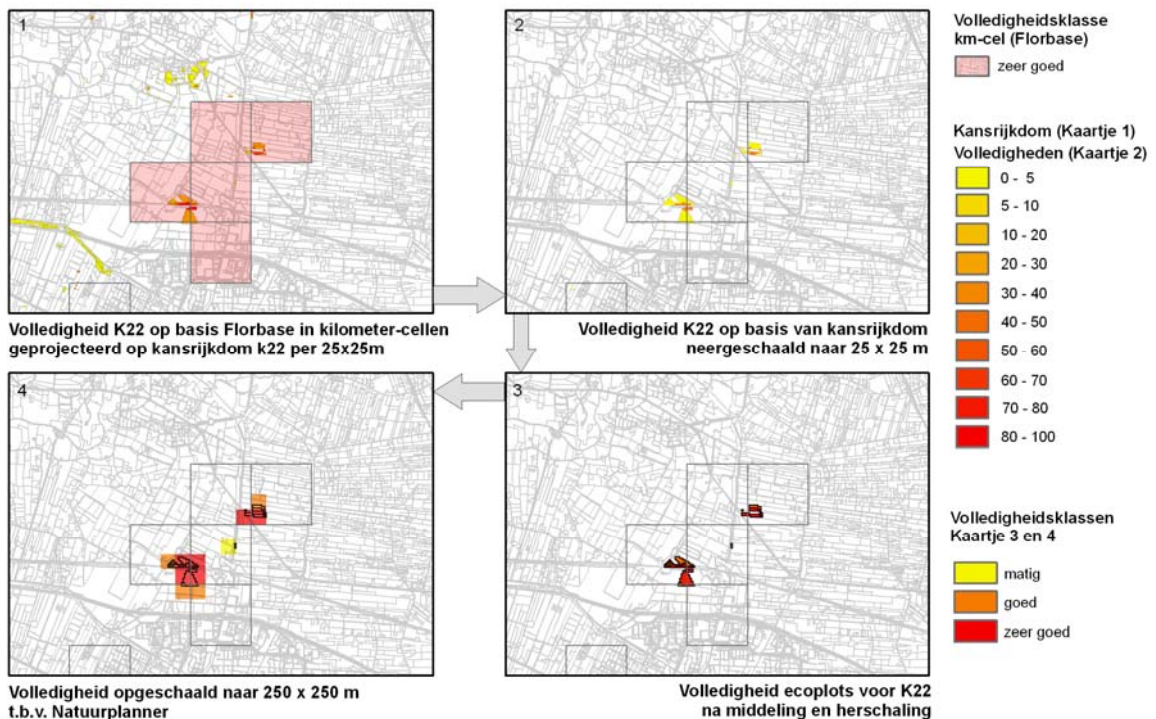 1
Volledigheid K22 op basis Florbase in kilometer-cellen
geprojecteerd op kansrijkdom k22 per 25x25m
2
Volledigheid K22 op basis van kansrijkdom
neergeschaald naar 25 x 25 m
4
Volledigheid opgeschaald naar 250 x 250 m
t.b.v. Natuurplanner
3
Volledigheid ecoplots voor K22
na middeling en herschaling
Volledigheidsklasse
km-cel (Florbase)
zeer goed
Kansrijkdom (Kaartje 1)
Volledigheden (Kaartje 2)
0 - 5
5 - 10
10 - 20
20 - 30
30 - 40
40 - 50
50 - 60
60 - 70
70 - 80
80 - 100
Volledigheidsklassen
Kaartje 3 en 4
matig
goed
zeer goed